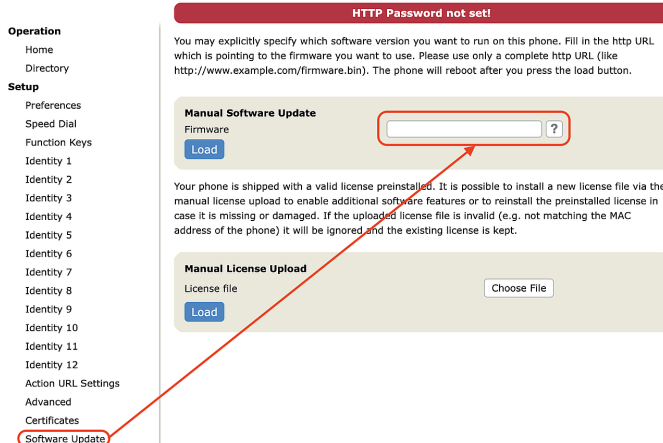 HTTP Password not set!
Operation
Home
Directory
Setup
Preferences
Speed Dial
Function Keys
Identity 1
Identity 2
Identity 3
Identity 4
Identity 5
Identity 6
Identity 7
Identity 8
Identity 9
Identity 10
Identity 11
Identity 12
Action URL Settings
Advanced
Certificates
Software Update
You may explicitly specify which software version you want to run on this phone. Fill in the http URL
which is pointing to the firmware you want to use. Please use only a complete http URL (like
http://www.example.com/firmware.bin). The phone will reboot after you press the load button.
Manual Software Update
Firmware
?
Load
Your phone is shipped with a valid license preinstalled. It is possible to install a new license file via the
manual license upload to enable additional software features or to reinstall the preinstalled license in
case it is missing or damaged. If the uploaded license file is invalid (e.g. not matching the MAC
address of the phone) it will be ignored and the existing license is kept.
Manual License Upload
License file
Choose File
Load